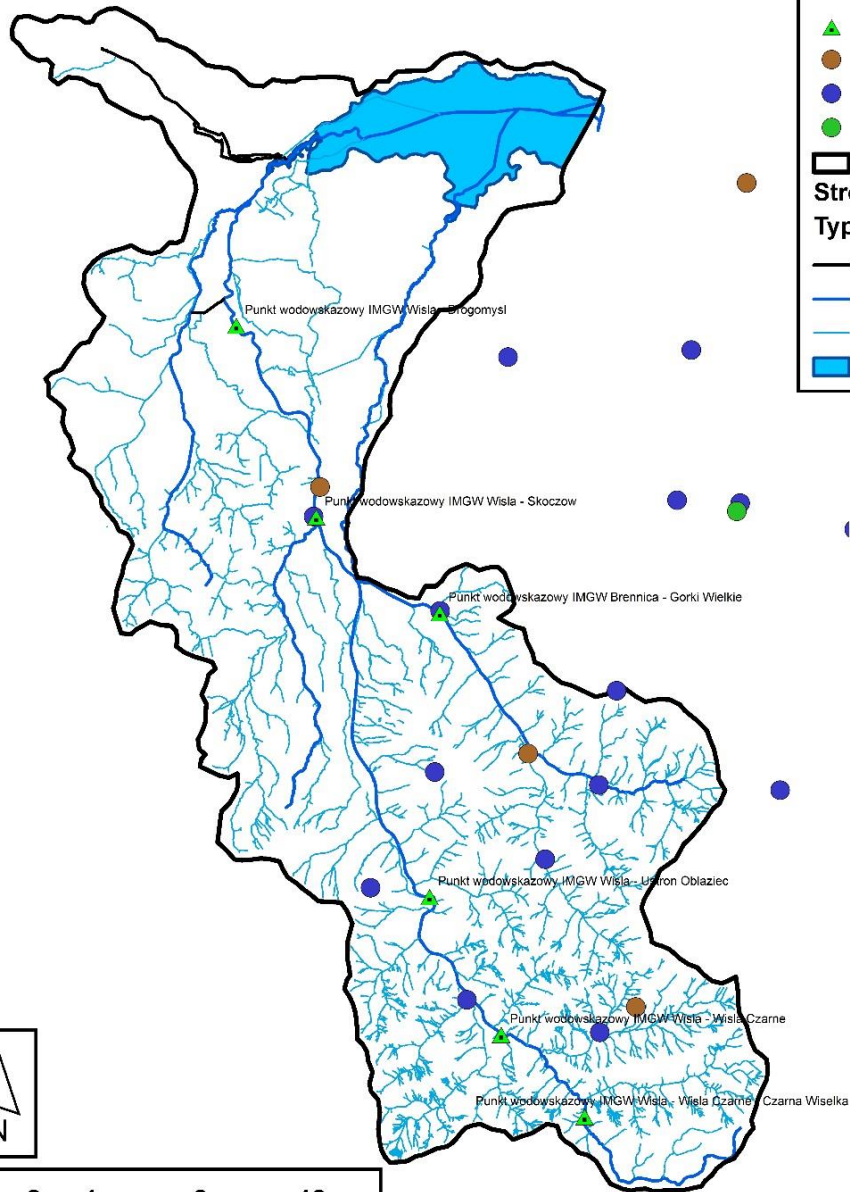 Stre
Typ
Punkt wodowskazowy IMGW Wisla - Drogomysl
Punkt wodowskazowy IMGW Wisla - Skoczow
Punkt wodowskazowy IMGW Brennica - Gorki Wielkie
Punkt wodowskazowy IMGW Wisla - Ustron Oblaziec
Punkt wodowskazowy IMGW Wisla - Wisla Czarne
Punkt wodowskazowy IMGW Wisla - Wisla Czarne - Czarna Wiselka
N